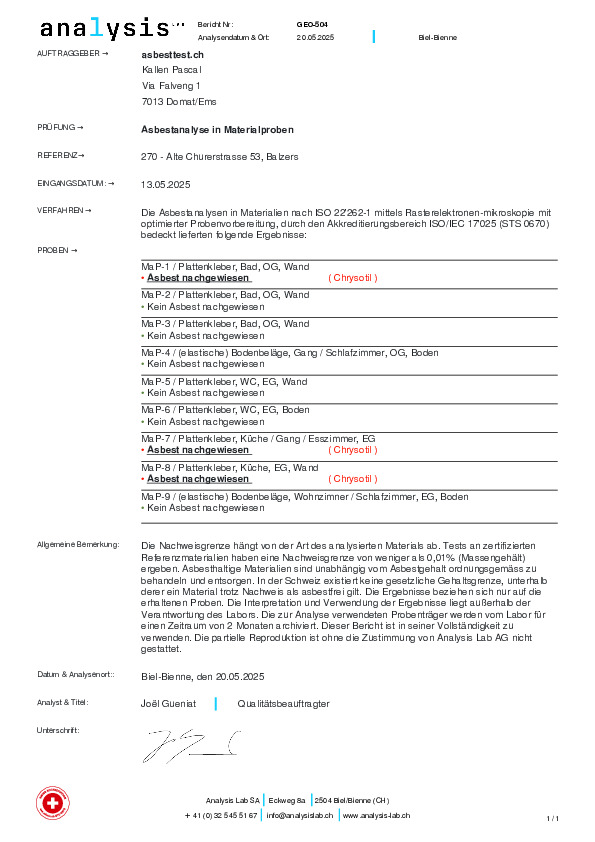 analysis
Bericht Nr: GEO-504
Analysendatum & Ort: 20.05.2025 Biel-Bienne
AUFTRAGGEBER → asbesttest.ch
Kallen Pascal
Via Falveng 1
7013 Domat/Ems
PRÜFUNG → Asbestanalyse in Materialproben
REFERENZ → 270 - Alte Churerstrasse 53, Balzers
EINGANGSDATUM: → 13.05.2025
VERFAHREN → Die Asbestanalysen in Materialien nach ISO 22'262-1 mittels Rasterelektronen-mikroskopie mit
optimierter Probenvorbereitung, durch den Akkreditierungsbereich ISO/IEC 17025 (STS 0670)
bedeckt lieferten folgende Ergebnisse:
PROBEN →
MaP-1 / Plattenkleber, Bad, OG, Wand
• Asbest nachgewiesen ( Chrysotil )
MaP-2 / Plattenkleber, Bad, OG, Wand
• Kein Asbest nachgewiesen
MaP-3 / Plattenkleber, Bad, OG, Wand
• Kein Asbest nachgewiesen
MaP-4 / (elastische) Bodenbeläge, Gang / Schlafzimmer, OG, Boden
• Kein Asbest nachgewiesen
MaP-5 / Plattenkleber, WC, EG, Wand
• Kein Asbest nachgewiesen
MaP-6 / Plattenkleber, WC, EG, Boden
• Kein Asbest nachgewiesen
MaP-7 / Plattenkleber, Küche / Gang / Esszimmer, EG
• Asbest nachgewiesen ( Chrysotil )
MaP-8 / Plattenkleber, Küche, EG, Wand
• Asbest nachgewiesen ( Chrysotil )
MaP-9 / (elastische) Bodenbeläge, Wohnzimmer / Schlafzimmer, EG, Boden
• Kein Asbest nachgewiesen
Allgemeine Bemerkung: Die Nachweisgrenze hängt von der Art des analysierten Materials ab. Tests an zertifizierten
Referenzmaterialien haben eine Nachweisgrenze von weniger als 0,01% (Massengehalt)
ergeben. Asbesthaltige Materialien sind unabhängig vom Asbestgehalt ordnungsgemäss zu
behandeln und entsorgen. In der Schweiz existiert keine gesetzliche Gehaltsgrenze, unterhalb
derer ein Material trotz Nachweis als asbestfrei gilt. Die Ergebnisse beziehen sich nur auf die
erhaltenen Proben. Die Interpretation und Verwendung der Ergebnisse liegt außerhalb der
Verantwortung des Labors. Die zur Analyse verwendeten Probenträger werden vom Labor für
einen Zeitraum von 2 Monaten archiviert. Dieser Bericht ist in seiner Vollständigkeit zu
verwenden. Die partielle Reproduktion ist ohne die Zustimmung von Analysis Lab AG nicht
gestattet.
Datum & Analysenort:: Biel-Bienne, den 20.05.2025
Analyst & Titel: Joël Gueniat Qualitätsbeauftragter
Unterschrift:
Analysis Lab SA Eckweg 8a 2504 Biel/Bienne (CH)
+ 41 (0) 32 545 51 67 info@analysislab.ch www.analysis-lab.ch
1 / 1